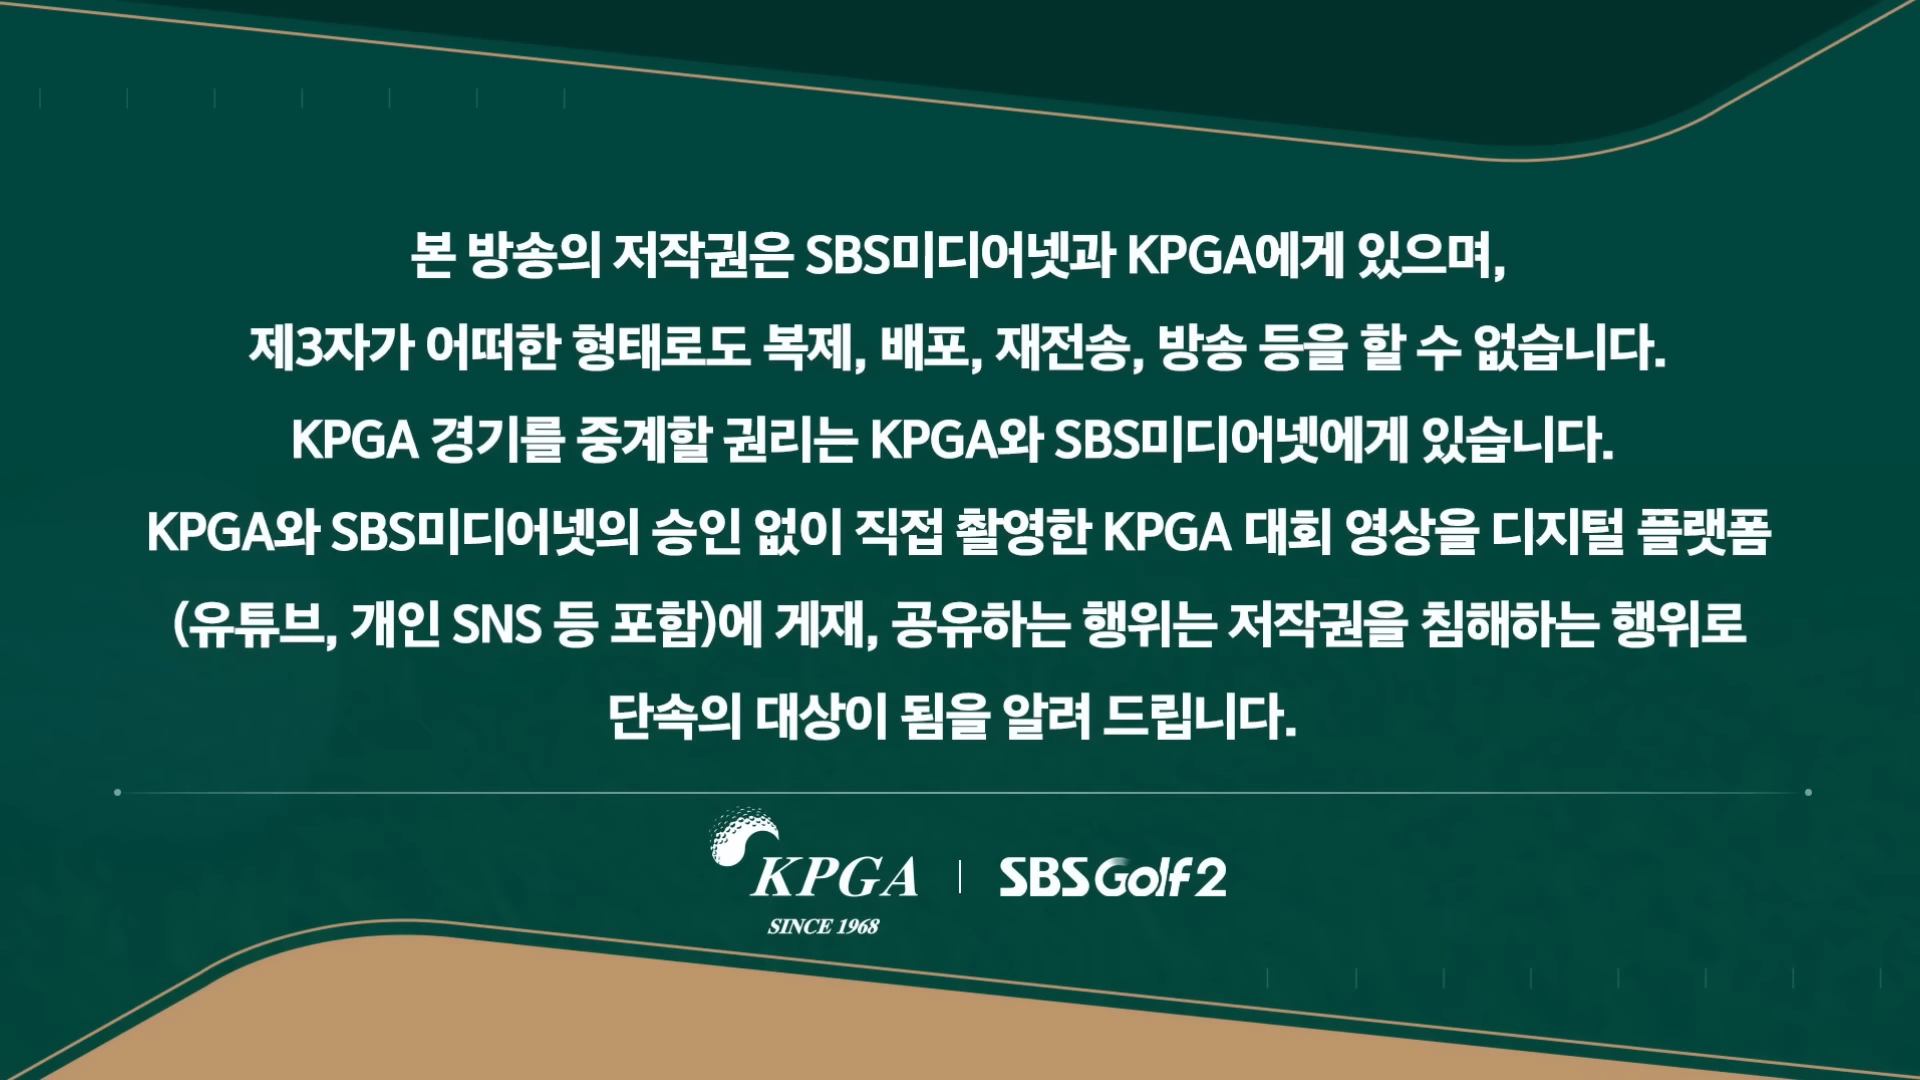 본 방송의 저작권은 SBS미디어넷과 KPGA에게 있으며,
제3자가 어떠한 형태로도 복제, 배포, 재전송, 방송 등을 할 수 없습니다.
KPGA 경기를 중계할 권리는 KPGA와 SBS미디어넷에게 있습니다.
KPGA와 SBS미디어넷의 승인 없이 직접 촬영한 KPGA 대회 영상을 디지털 플랫폼
(유튜브, 개인 SNS 등 포함)에 게재, 공유하는 행위는 저작권을 침해하는 행위로
단속의 대상이 됨을 알려 드립니다.
KPGA
SINCE 1968
SBS Golf 2